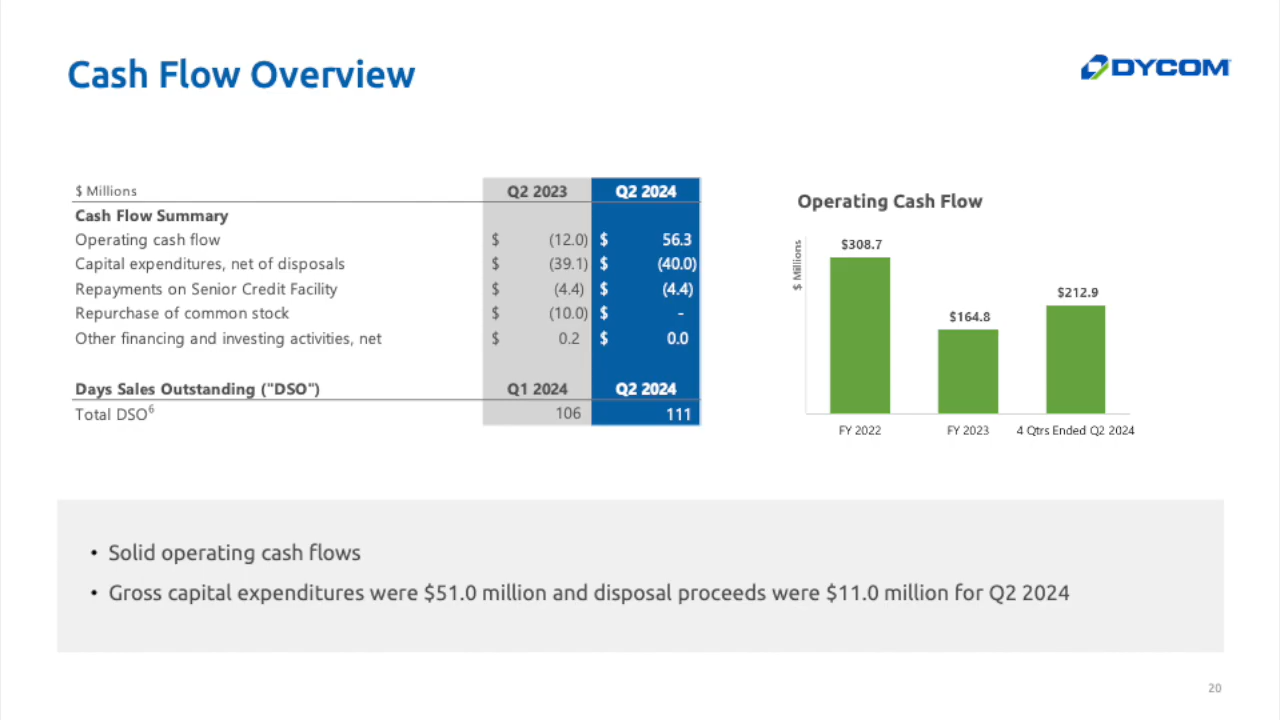 Cash Flow Overview
DYCOM
$ Millions Q2 2023 Q2 2024
Cash Flow Summary
Operating cash flow $ (12.0) $ 56.3
Capital expenditures, net of disposals $ (39.1) $ (40.0)
Repayments on Senior Credit Facility $ (4.4) $ (4.4)
Repurchase of common stock $ (10.0) $ -
Other financing and investing activities, net $ 0.2 $ 0.0
Days Sales Outstanding ("DSO") Q1 2024 Q2 2024
Total DSO⁶ 106 111
Operating Cash Flow
$ Millions
$308.7
$164.8
$212.9
FY 2022 FY 2023 4 Qtrs Ended Q2 2024
• Solid operating cash flows
• Gross capital expenditures were $51.0 million and disposal proceeds were $11.0 million for Q2 2024
20